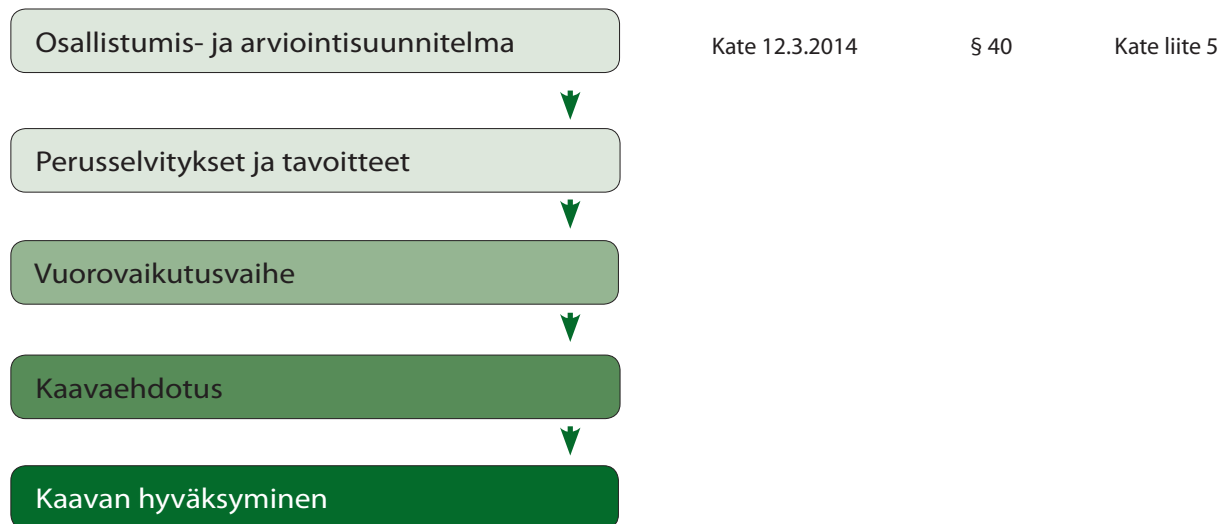 Osallistumis- ja arviointisuunnitelma Kate 12.3.2014 § 40 Kate liite 5
Perusselvitykset ja tavoitteet
Vuorovaikutusvaihe
Kaavaehdotus
Kaavan hyväksyminen